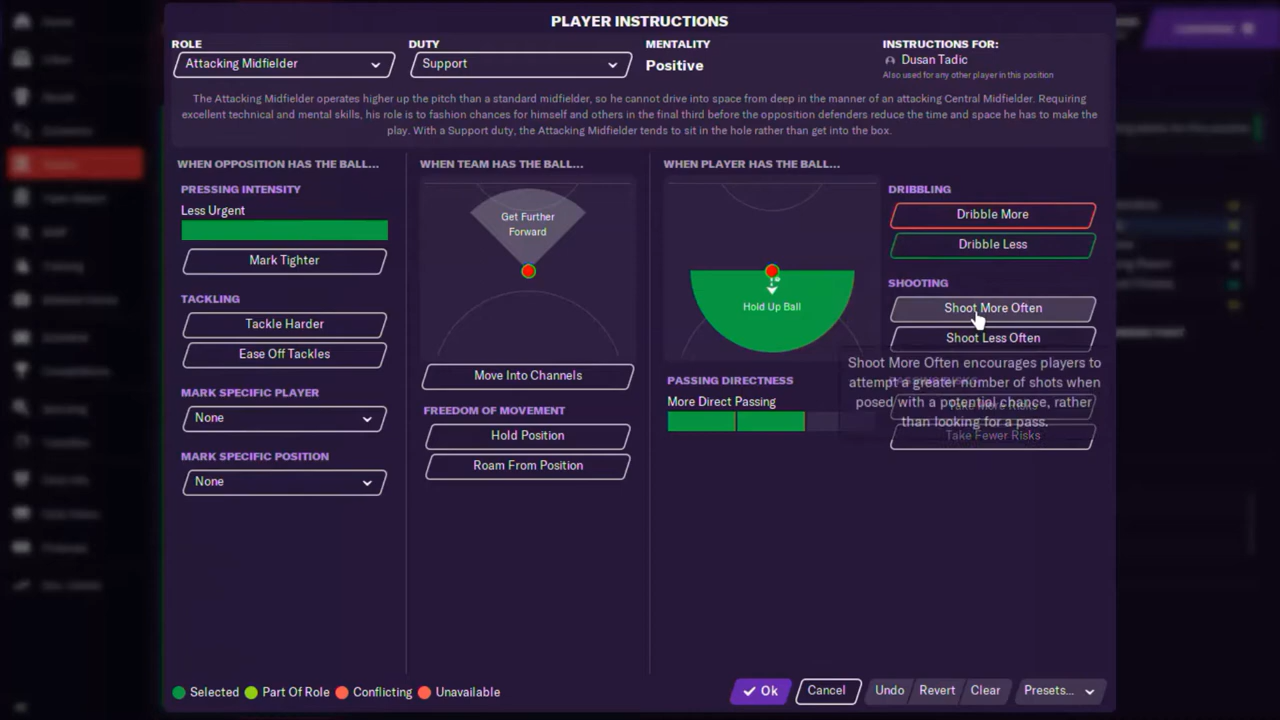 PLAYER INSTRUCTIONS
ROLE
Attacking Midfielder
DUTY
Support
MENTALITY
Positive
INSTRUCTIONS FOR:
Dusan Tadic
Also used for any other player in this position
The Attacking Midfielder operates higher up the pitch than a standard midfielder, so he cannot drive into space from deep in the manner of an attacking Central Midfielder. Requiring
excellent technical and mental skills, his role is to fashion chances for himself and others in the final third before the opposition defenders reduce the time and space he has to make the
play. With a Support duty, the Attacking Midfielder tends to sit in the hole rather than get into the box.
WHEN OPPOSITION HAS THE BALL...
PRESSING INTENSITY
Less Urgent
Mark Tighter
TACKLING
Tackle Harder
Ease Off Tackles
MARK SPECIFIC PLAYER
None
MARK SPECIFIC POSITION
None
WHEN TEAM HAS THE BALL...
Get Further
Forward
Move Into Channels
FREEDOM OF MOVEMENT
Hold Position
Roam From Position
WHEN PLAYER HAS THE BALL...
Hold Up Ball
PASSING DIRECTNESS
More Direct Passing
DRIBBLING
Dribble More
Dribble Less
SHOOTING
Shoot More Often
Shoot Less Often
Shoot More Often encourages players to
attempt a greater number of shots when
posed with a potential chance, rather
than looking for a pass.
Take Fewer Risks
Selected
Part Of Role
Conflicting
Unavailable
Ok
Cancel
Undo
Revert
Clear
Presets...